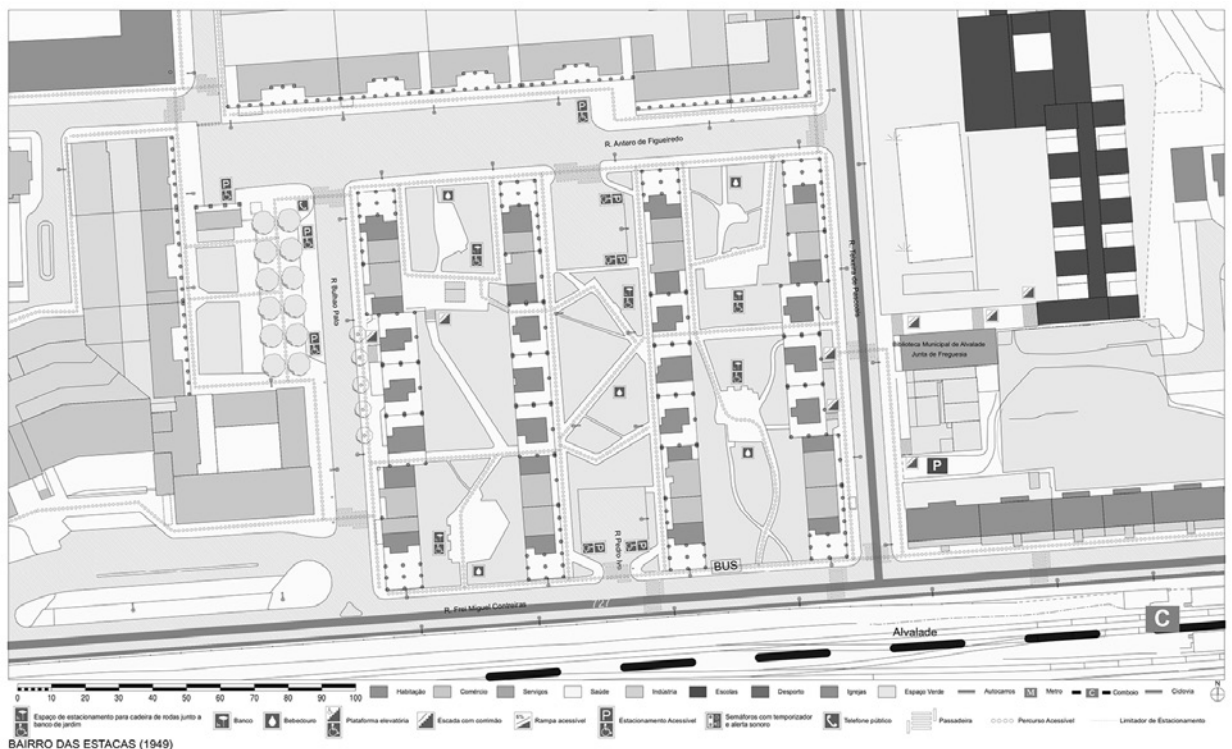 P
P
R. Antero de Figueiredo
P
P
R. Bulhão Pato
R. Teixeira de Pascoais
Biblioteca Municipal de Alvalade
Junta de Freguesia
P
R. Pedro Ivo
BUS
R. Frei Miguel Contreiras
727
Alvalade
C
0 10 20 30 40 50 60 70 80 90 100
Habitação Comércio Serviços Saúde Indústria Escolas Desporto Igrejas Espaço Verde Autocarros M Metro C Comboio Ciclovia N
Espaço de estacionamento para cadeira de rodas junto a banco de jardim
Banco
Bebedouro
Plataforma elevatória
Escada com corrimão
Rampa acessível
P Estacionamento Acessível
Semáforos com temporizador e alerta sonoro
Telefone público
Passadeira
Percurso Acessível
Limitador de Estacionamento
BAIRRO DAS ESTACAS (1949)